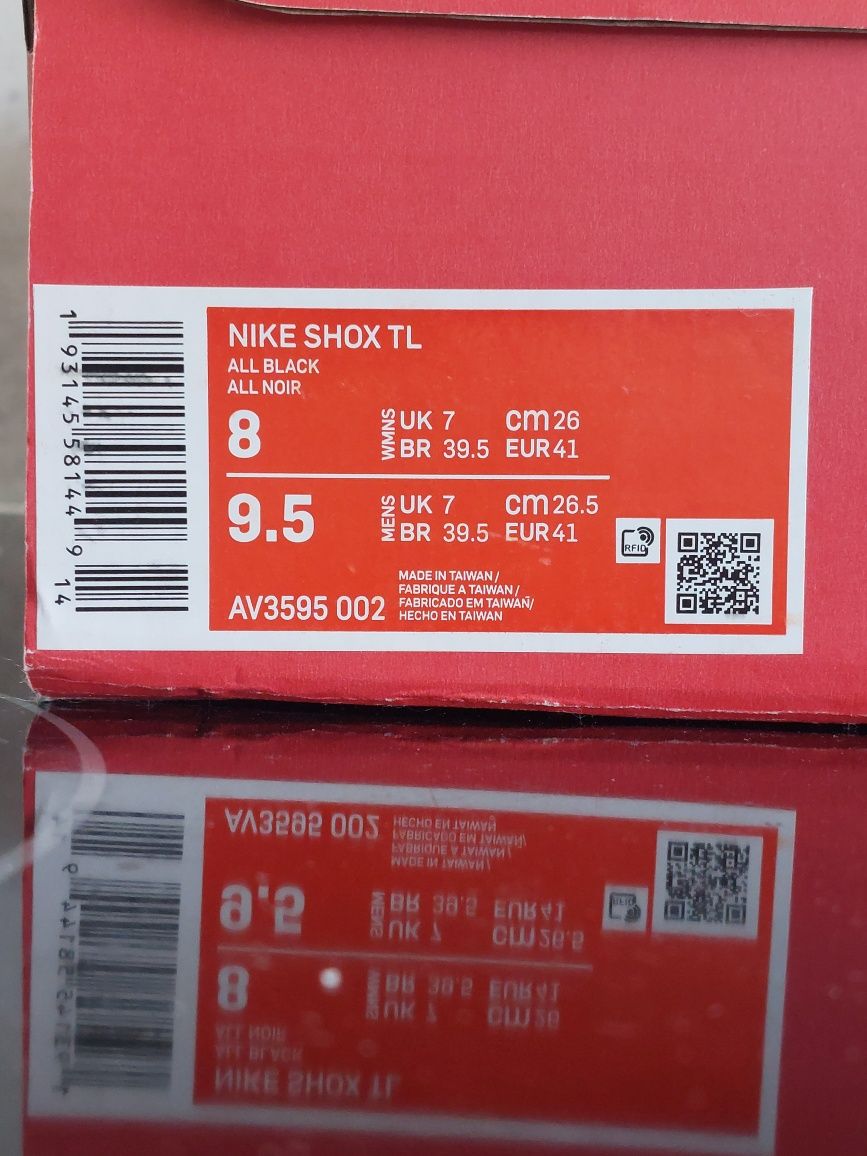 NIKE SHOX TL
ALL BLACK
ALL NOIR
8 WMNS UK 7 cm 26
BR 39.5 EUR 41
9.5 MENS UK 7 cm 26.5
BR 39.5 EUR 41
RFID
AV3595 002
MADE IN TAIWAN /
FABRIQUE A TAIWAN /
FABRICADO EM TAIWAN/
HECHO EN TAIWAN
1 93145 58144 9 14